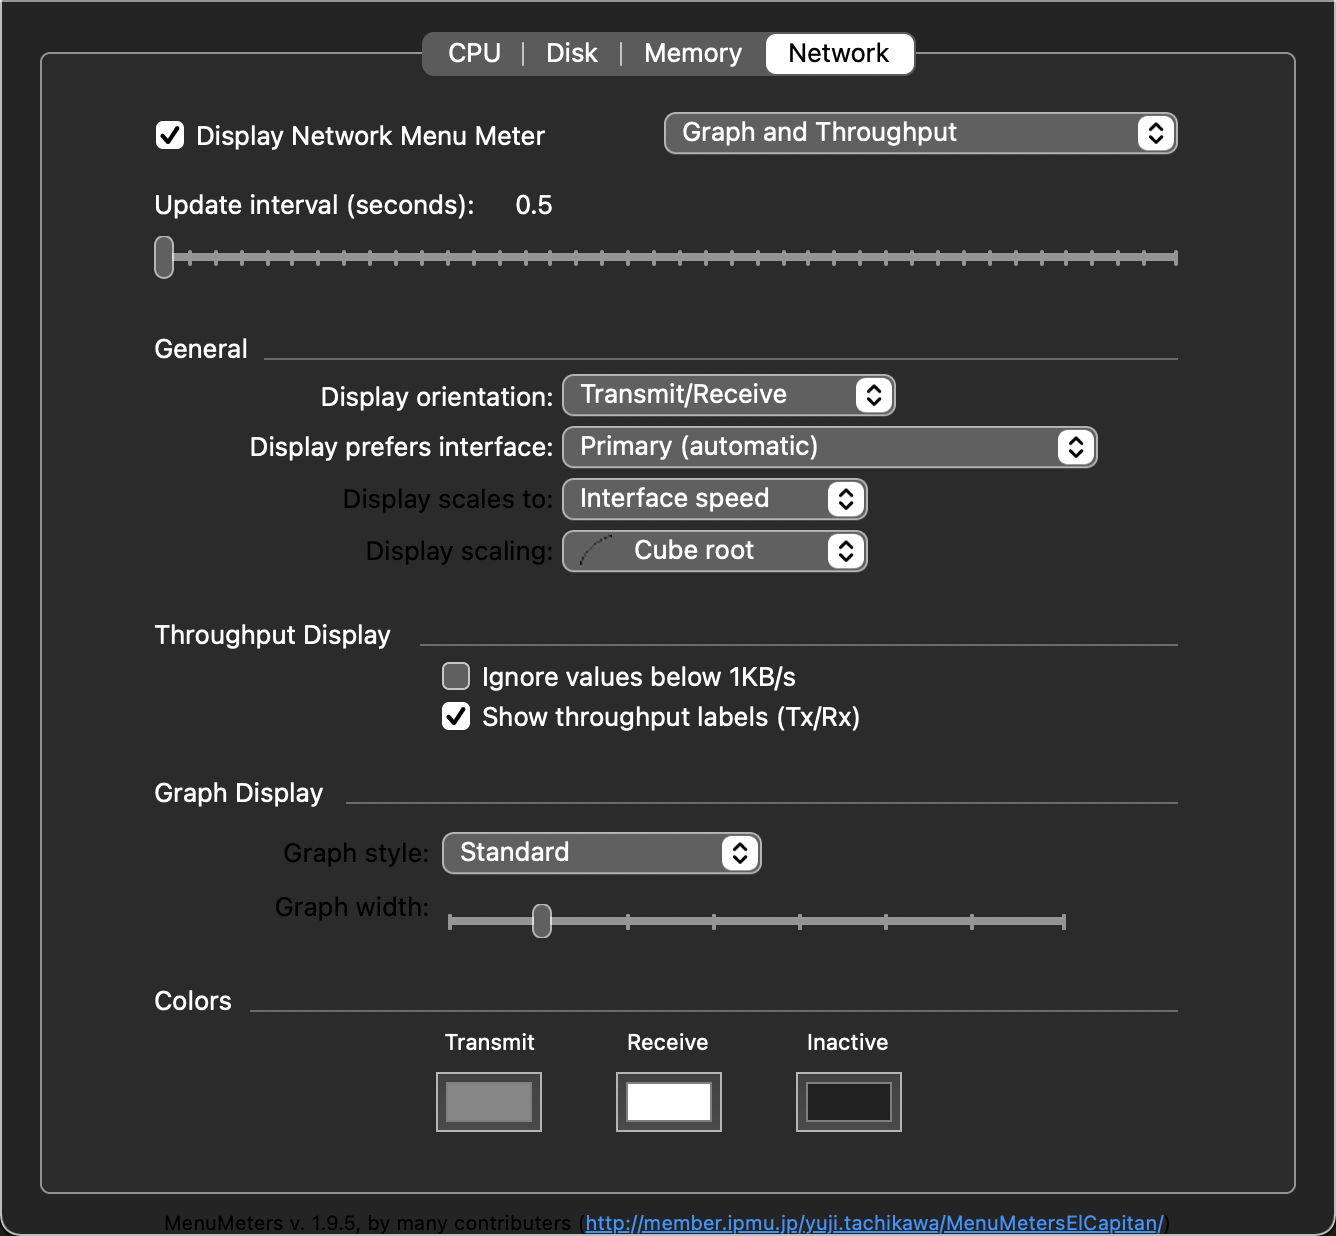 CPU | Disk | Memory Network
Display Network Menu Meter Graph and Throughput
Update interval (seconds): 0.5
General
Display orientation: Transmit/Receive
Display prefers interface: Primary (automatic)
Display scales to: Interface speed
Display scaling: Cube root
Throughput Display
Ignore values below 1KB/s
Show throughput labels (Tx/Rx)
Graph Display
Graph style: Standard
Graph width:
Colors
Transmit Receive Inactive
MenuMeters v. 1.9.5, by many contributers (http://member.ipmu.jp/yuji.tachikawa/MenuMetersElCapitan/)